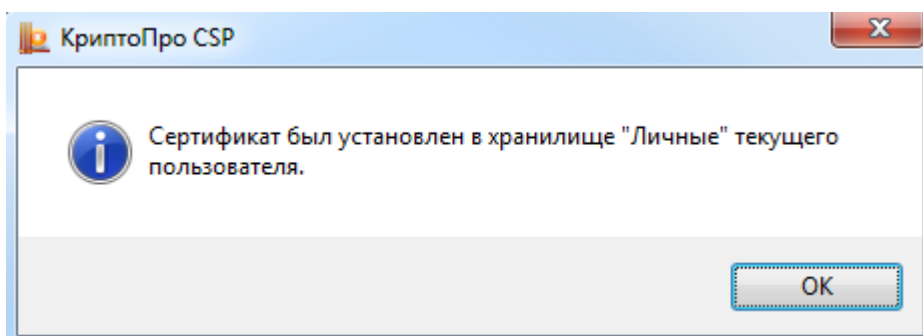 КриптоПро CSP
Сертификат был установлен в хранилище "Личные" текущего
пользователя.
OK